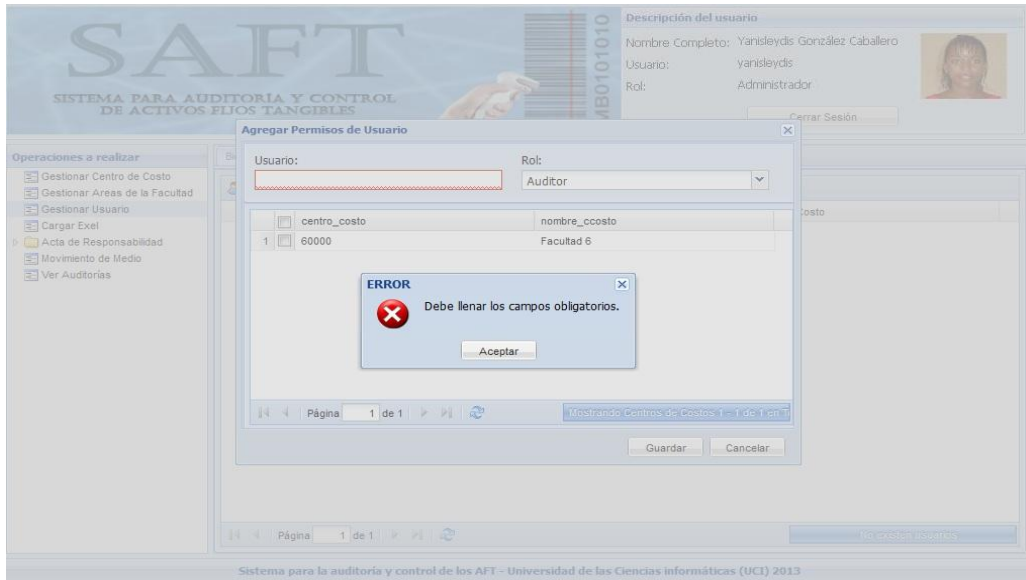 SAFT
SISTEMA PARA AUDITORÍA Y CONTROL
DE ACTIVOS FIJOS TANGIBLES
MB01010101010
Descripción del usuario
Nombre Completo: Yanisleydis González Caballero
Usuario: yanisleydis
Rol: Administrador
Cerrar Sesión
Operaciones a realizar
Gestionar Centro de Costo
Gestionar Areas de la Facultad
Gestionar Usuario
Cargar Exel
Acta de Responsabilidad
Movimiento de Medio
Ver Auditorías
Agregar Permisos de Usuario
Usuario: Rol:
Auditor
centro_costo nombre_ccosto
1 60000 Facultad 6
Costo
ERROR
Debe llenar los campos obligatorios.
Aceptar
Página 1 de 1
Mostrando Centros de Costos 1 - 1 de 1 en T
Guardar Cancelar
Página 1 de 1
No existen usuarios
Sistema para la auditoria y control de los AFT - Universidad de las Ciencias informáticas (UCI) 2013